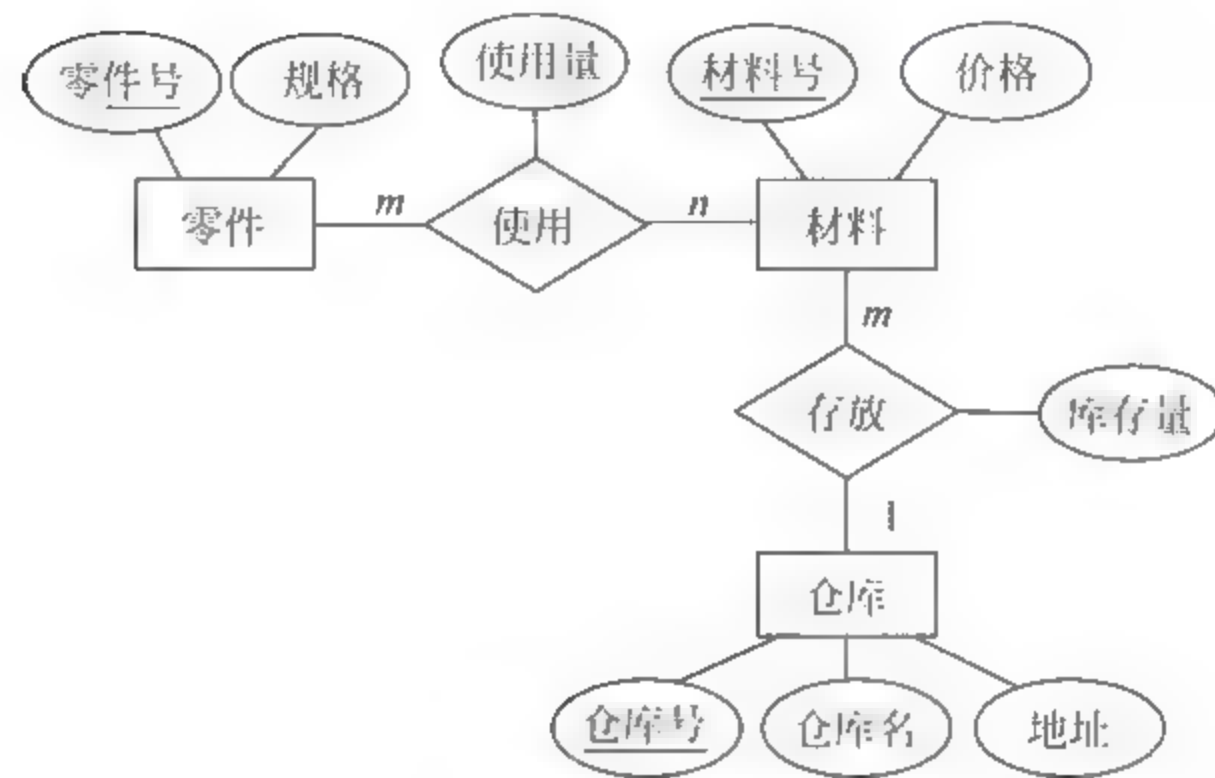 零件号 规格 使用量 材料号 价格
零件 m 使用 n 材料
m
存放 库存量
1
仓库
仓库号 仓库名 地址